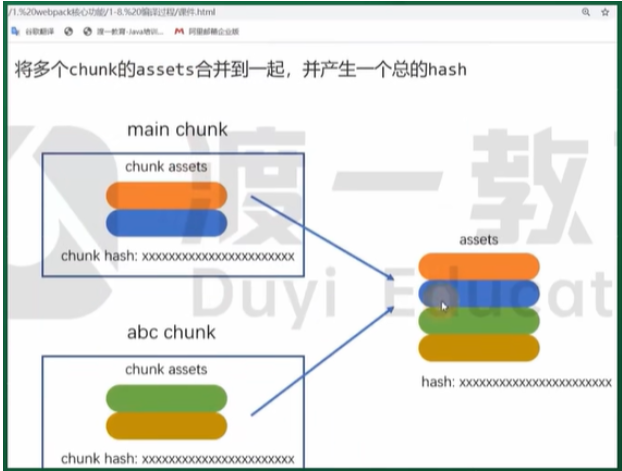 /1.%20webpack核心功能/1-8.%20编译过程/课件.html
谷歌翻译 渡一教育-Java培训... 阿里邮箱企业版
将多个chunk的assets合并到一起，并产生一个总的hash
main chunk
chunk assets
chunk hash: xxxxxxxxxxxxxxxxxxxxxxx
assets
hash: xxxxxxxxxxxxxxxxxxxxxxx
abc chunk
chunk assets
chunk hash: xxxxxxxxxxxxxxxxxxxxxxx
渡一教
Duyi Educat